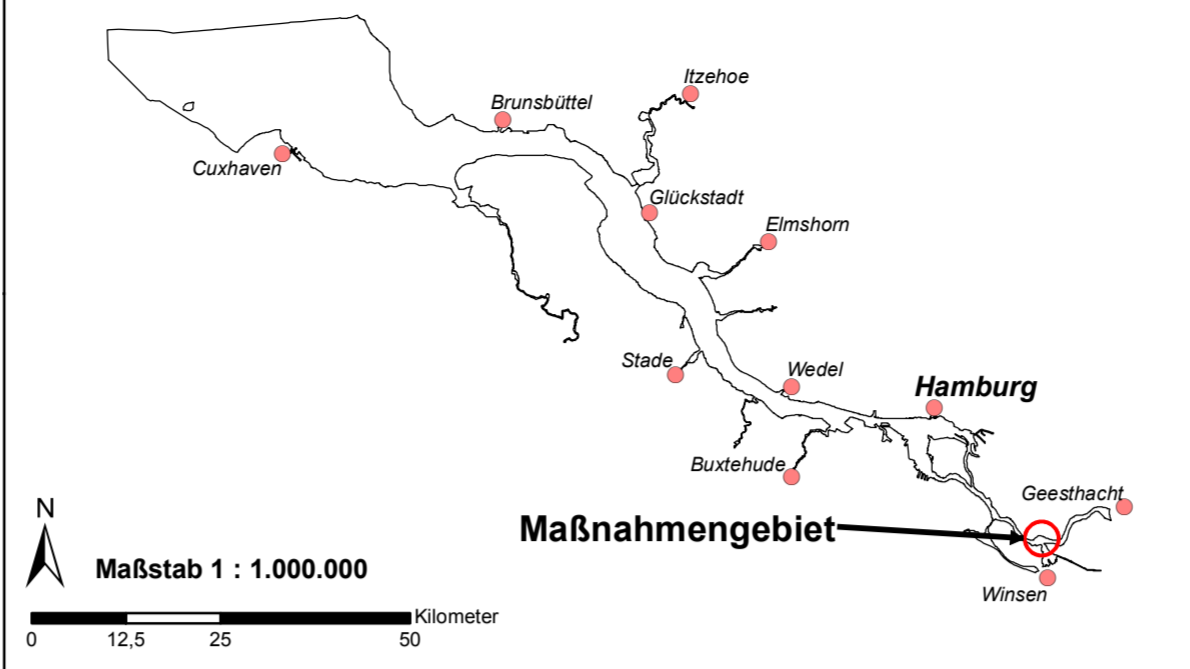 Itzehoe
Brunsbüttel
Cuxhaven
Glückstadt
Elmshorn
Stade
Wedel
Hamburg
Buxtehude
Geesthacht
Maßnahmengebiet
Winsen
N
Maßstab 1 : 1.000.000
Kilometer
0 12,5 25 50